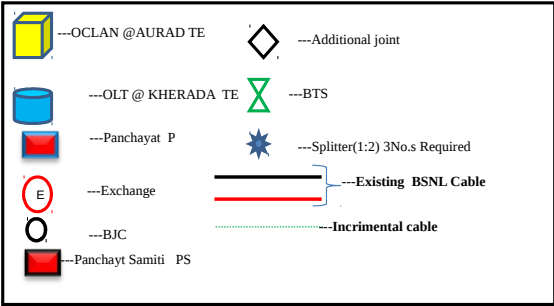 ---OCLAN @AURAD TE
---Additional joint
---OLT @ KHERADA TE
---BTS
---Panchayat P
---Splitter(1:2) 3No.s Required
E
---Exchange
---Existing BSNL Cable
---BJC
---Incrimental cable
---Panchayt Samiti PS